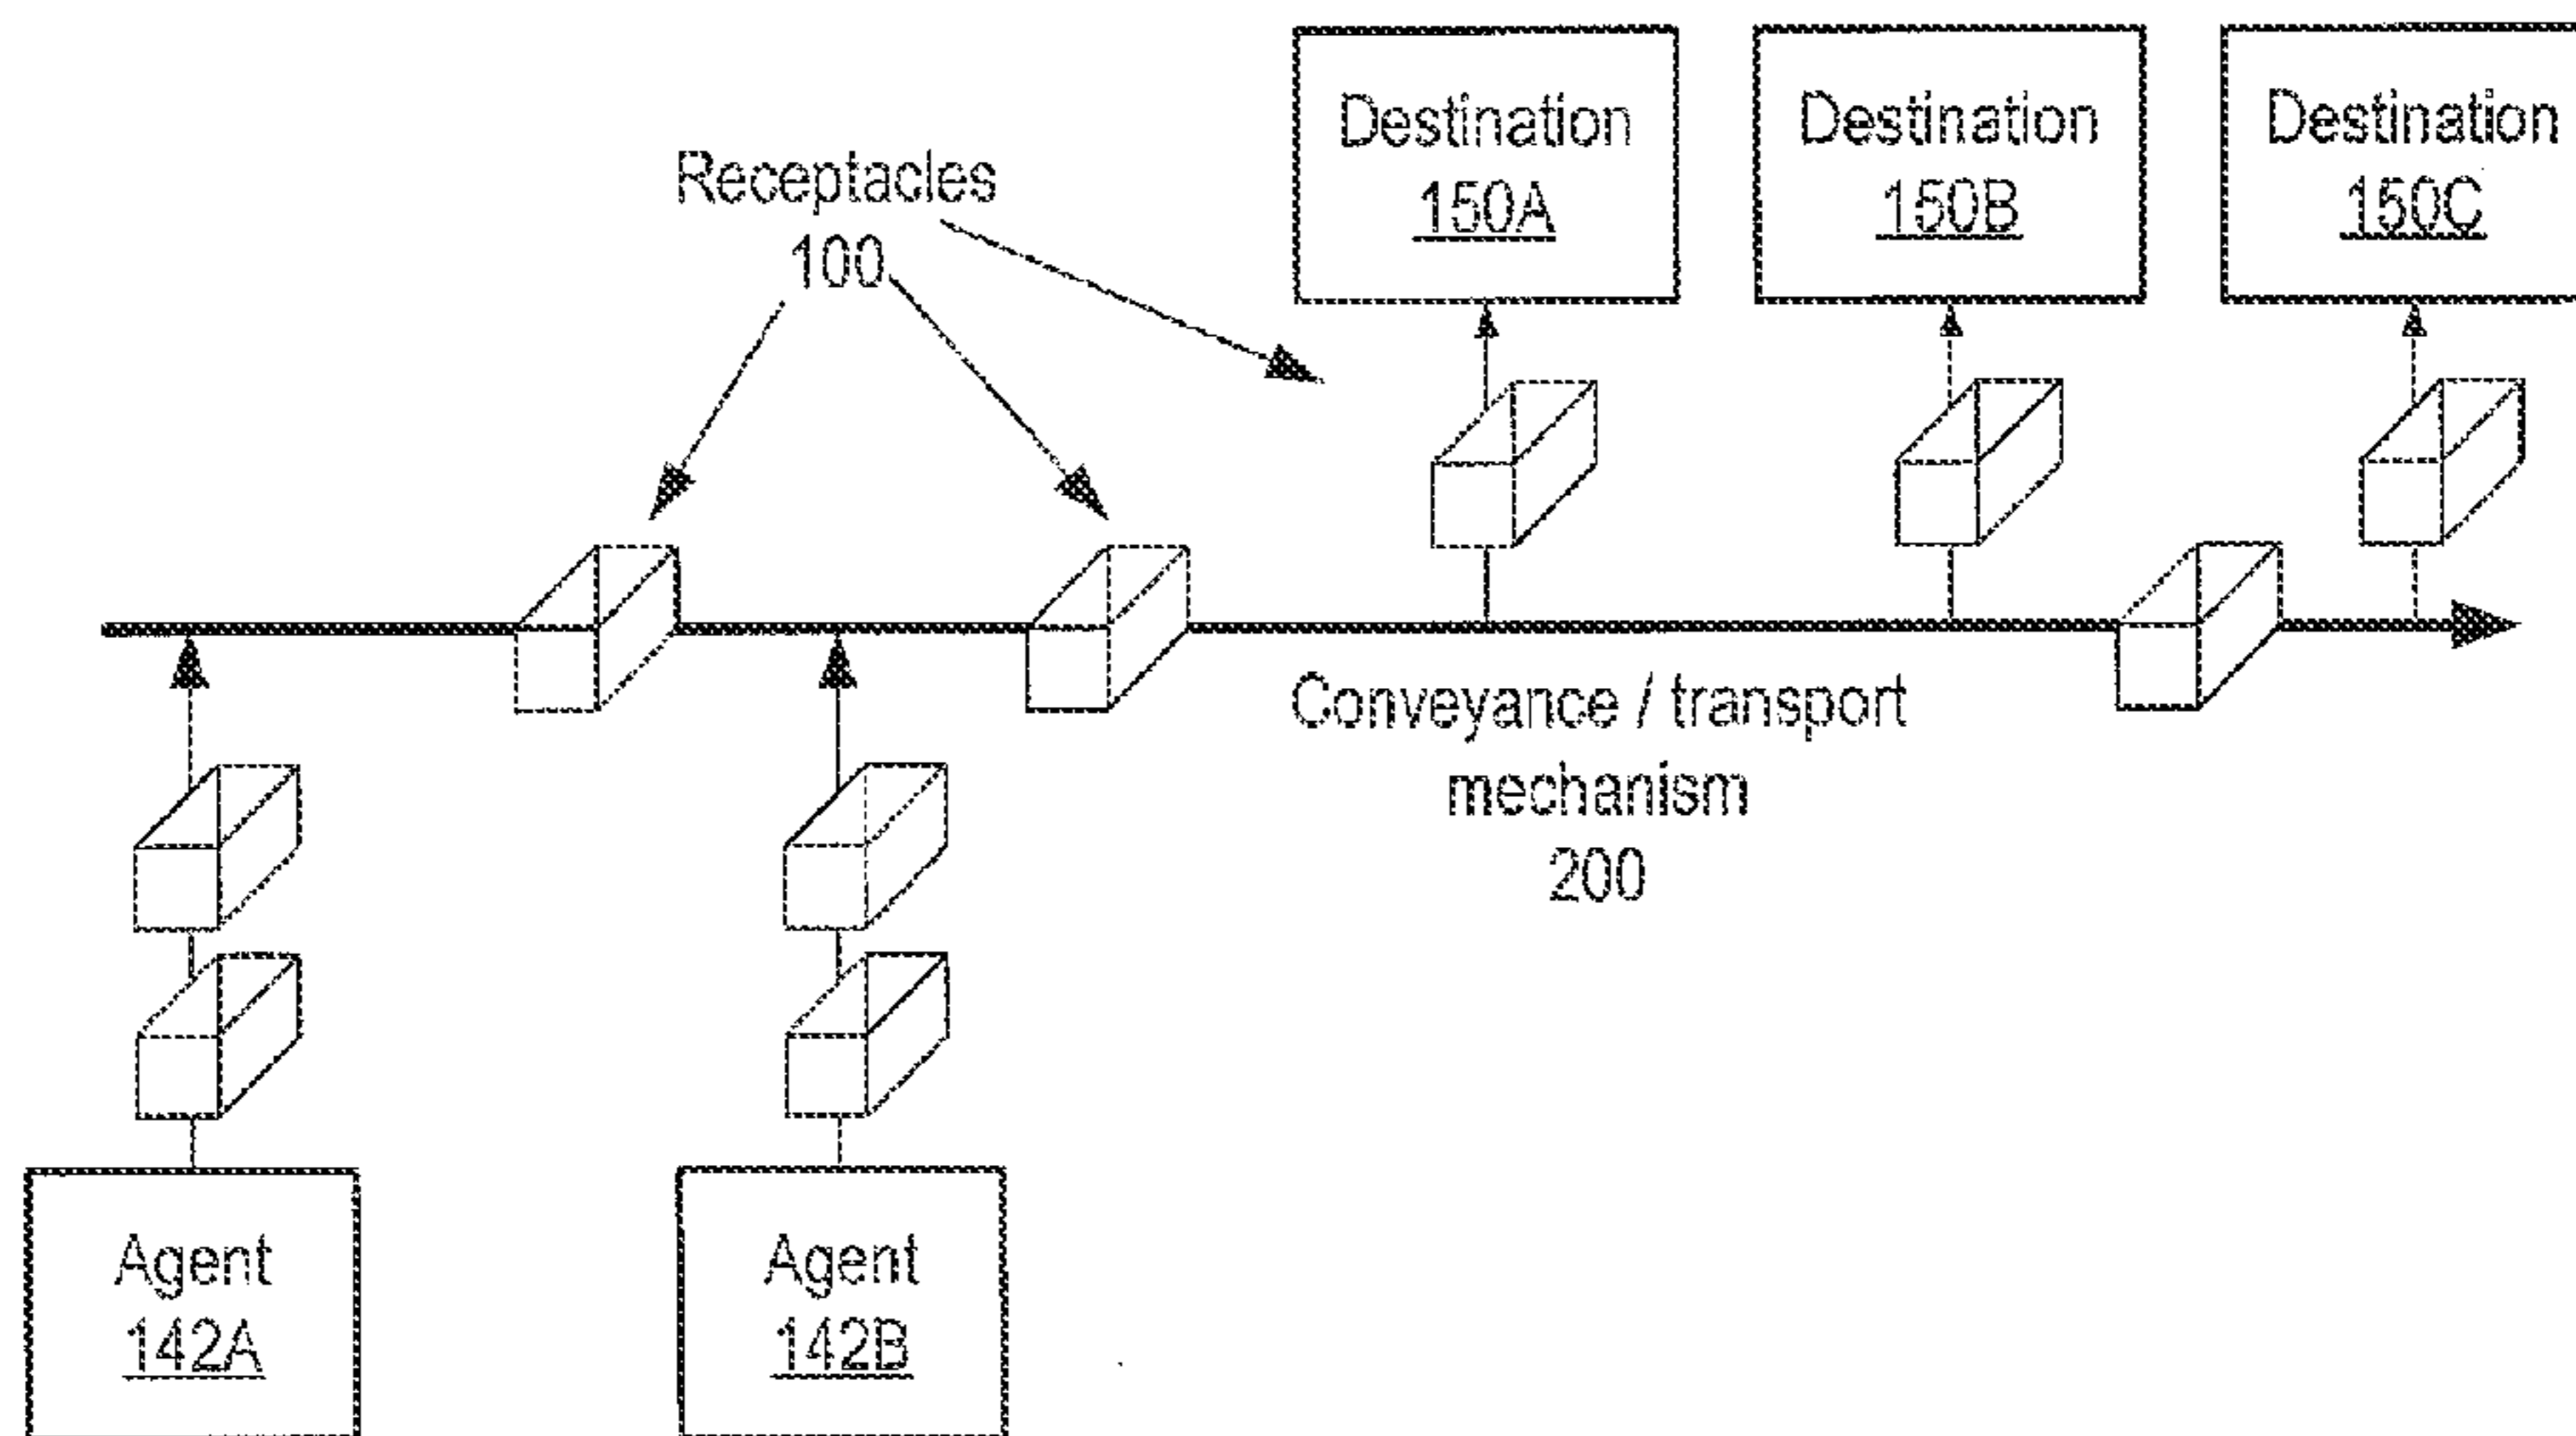 Receptacles
100
Destination
150A
Destination
150B
Destination
150C
Conveyance / transport
mechanism
200
Agent
142A
Agent
142B